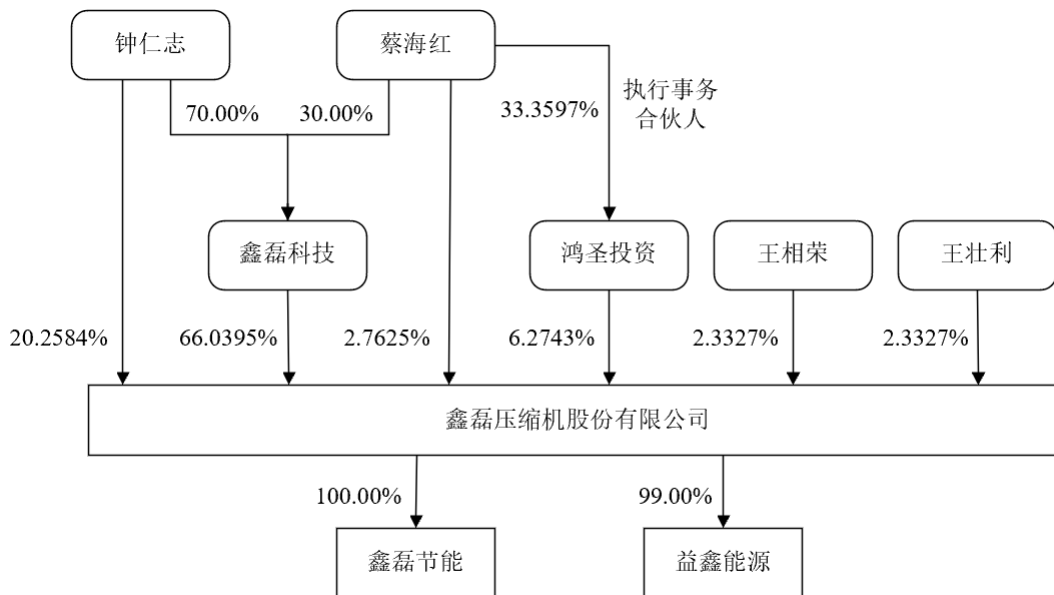 钟仁志
蔡海红
70.00%
30.00%
33.3597%
执行事务
合伙人
鑫磊科技
鸿圣投资
王相荣
王壮利
20.2584%
66.0395%
2.7625%
6.2743%
2.3327%
2.3327%
鑫磊压缩机股份有限公司
100.00%
99.00%
鑫磊节能
益鑫能源